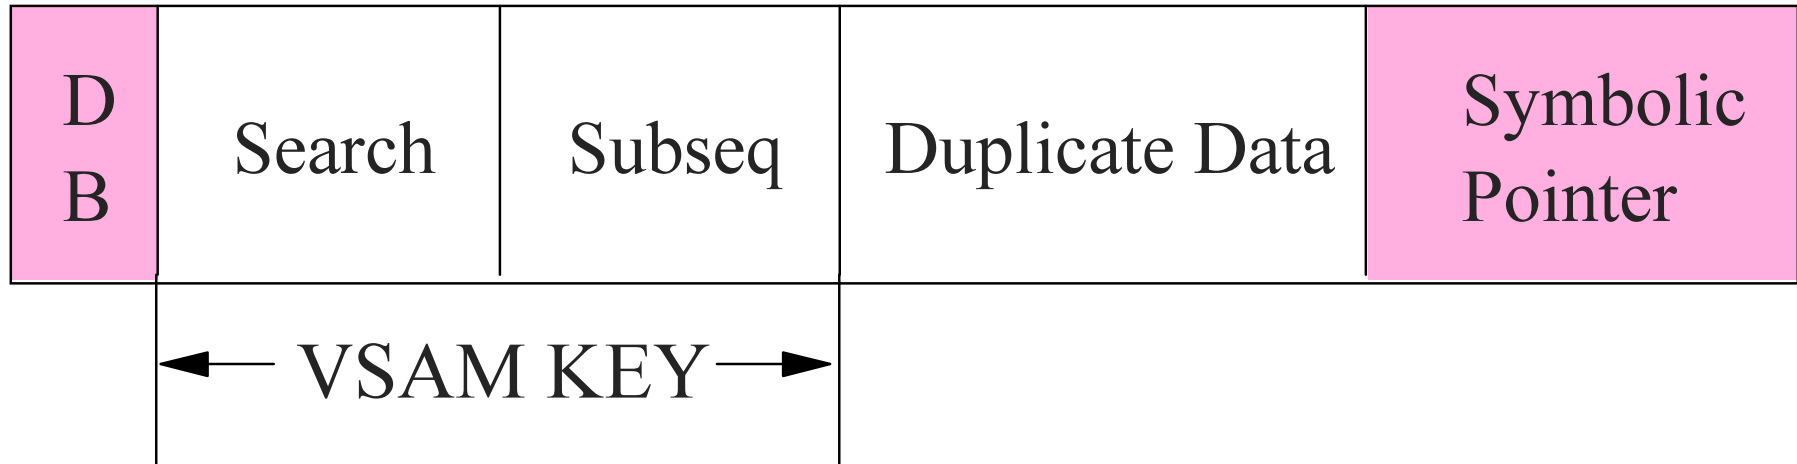 D
B
Search
Subseq
Duplicate Data
Symbolic
Pointer
VSAM KEY